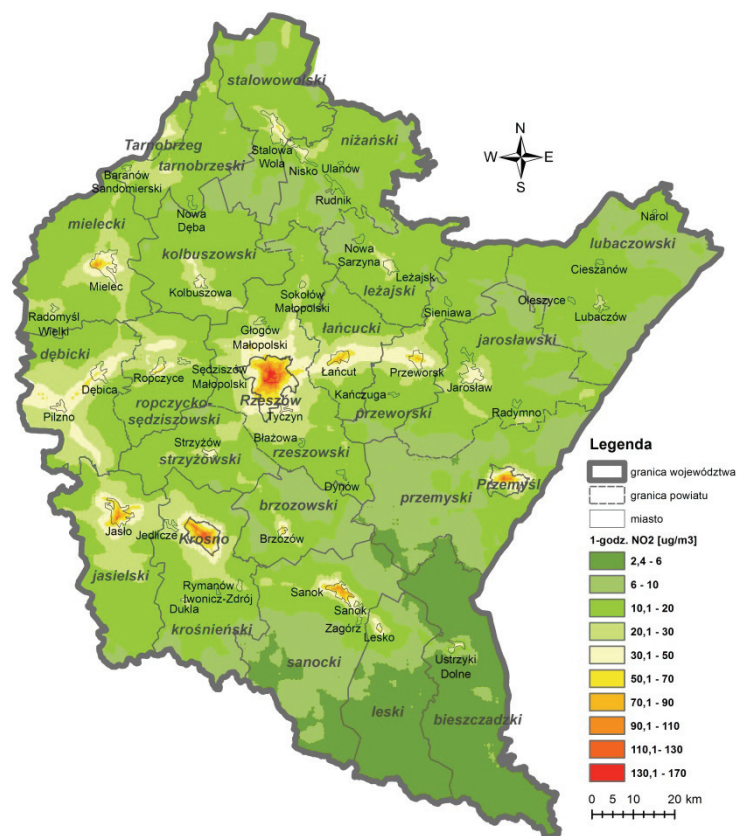 stalowowolski
N
W
E
S
Tarnobrzeg
tarnobrzeski
Stalowa
Wola
niżański
Nisko
Ulanów
Baranów
Sandomierski
Rudnik
Narol
mielecki
Nowa
Dęba
lubaczowski
kolbuszowski
Nowa
Sarzyna
Cieszanów
Mielec
Kolbuszowa
Leżajsk
leżajski
Sokołów
Małopolski
Oleszyce
Radomyśl
Wielki
Sieniawa
Lubaczów
Głogów
Małopolski
łańcucki
jarosławski
dębicki
Sędziszów
Małopolski
Dębica
Ropczyce
Łańcut
Przeworsk
Jarosław
ropczycko-
sędziszowski
Rzeszów
Kańczuga
Pilzno
Tyczyn
przeworski
Radymno
Strzyżów
Błażowa
strzyżowski
rzeszowski
Dynów
przemyski
Przemyśl
brzozowski
Jasło
Jedlicze
Krosno
Brzozów
jasielski
Rymanów
Iwonicz-Zdrój
Dukla
Sanok
Sanok
Zagórz
Lesko
krośnieński
sanocki
Ustrzyki
Dolne
leski
bieszczadzki
Legenda
granica województwa
granica powiatu
miasto
1-godz. NO2 [ug/m3]
2,4 - 6
6 - 10
10,1 - 20
20,1 - 30
30,1 - 50
50,1 - 70
70,1 - 90
90,1 - 110
110,1- 130
130,1 - 170
0 5 10 20 km